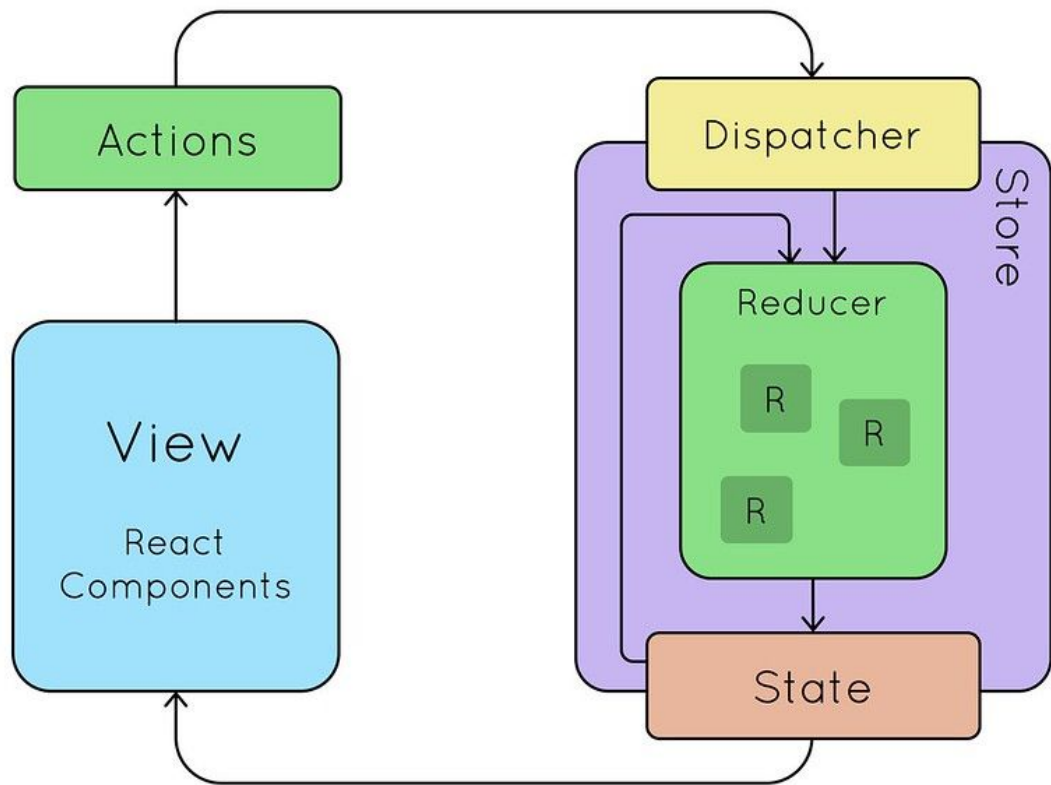 Actions
Dispatcher
Store
Reducer
R
R
R
View
React
Components
State